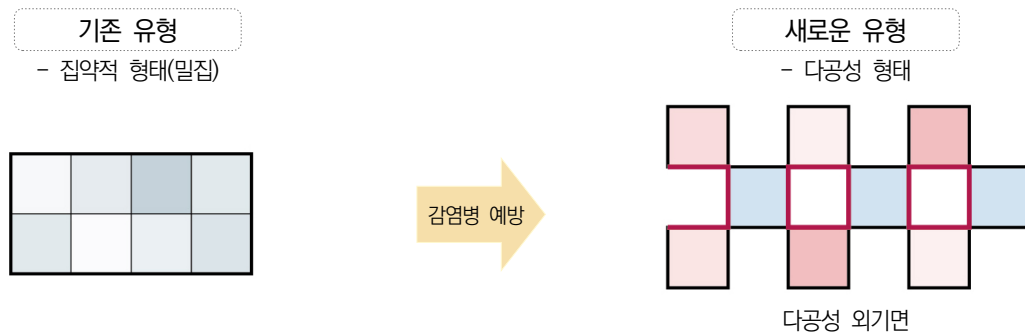 기존 유형
- 집약적 형태(밀집)
감염병 예방
새로운 유형
- 다공성 형태
다공성 외기면